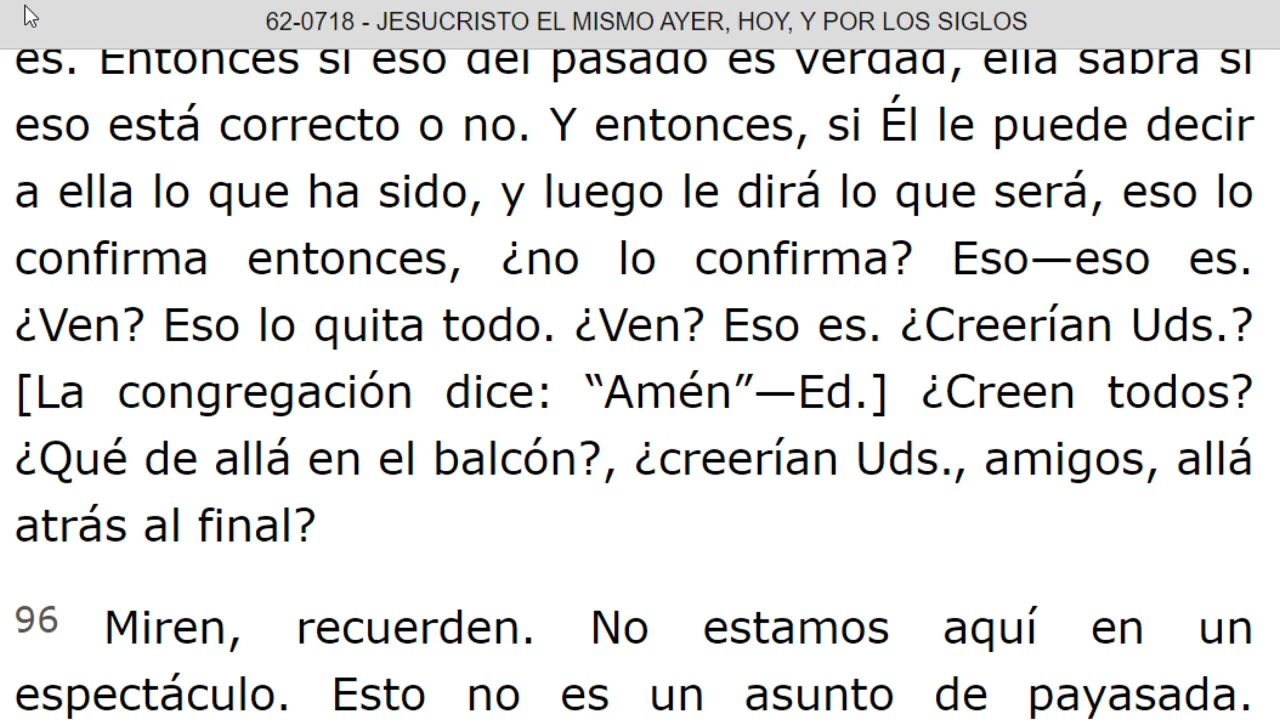 62-0718 - JESUCRISTO EL MISMO AYER, HOY, Y POR LOS SIGLOS
es. Entonces si eso del pasado es verdad, ella sabrá si
eso está correcto o no. Y entonces, si Él le puede decir
a ella lo que ha sido, y luego le dirá lo que será, eso lo
confirma entonces, ¿no lo confirma? Eso—eso es.
¿Ven? Eso lo quita todo. ¿Ven? Eso es. ¿Creerían Uds.?
[La congregación dice: “Amén”—Ed.] ¿Creen todos?
¿Qué de allá en el balcón?, ¿creerían Uds., amigos, allá
atrás al final?
96 Miren, recuerden. No estamos aquí en un
espectáculo. Esto no es un asunto de payasada.